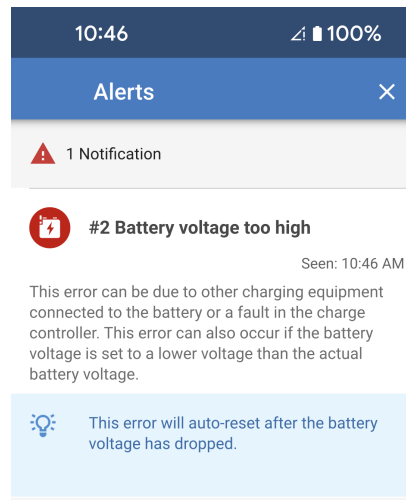 10:46
100%
Alerts
1 Notification
#2 Battery voltage too high
Seen: 10:46 AM
This error can be due to other charging equipment
connected to the battery or a fault in the charge
controller. This error can also occur if the battery
voltage is set to a lower voltage than the actual
battery voltage.
This error will auto-reset after the battery
voltage has dropped.